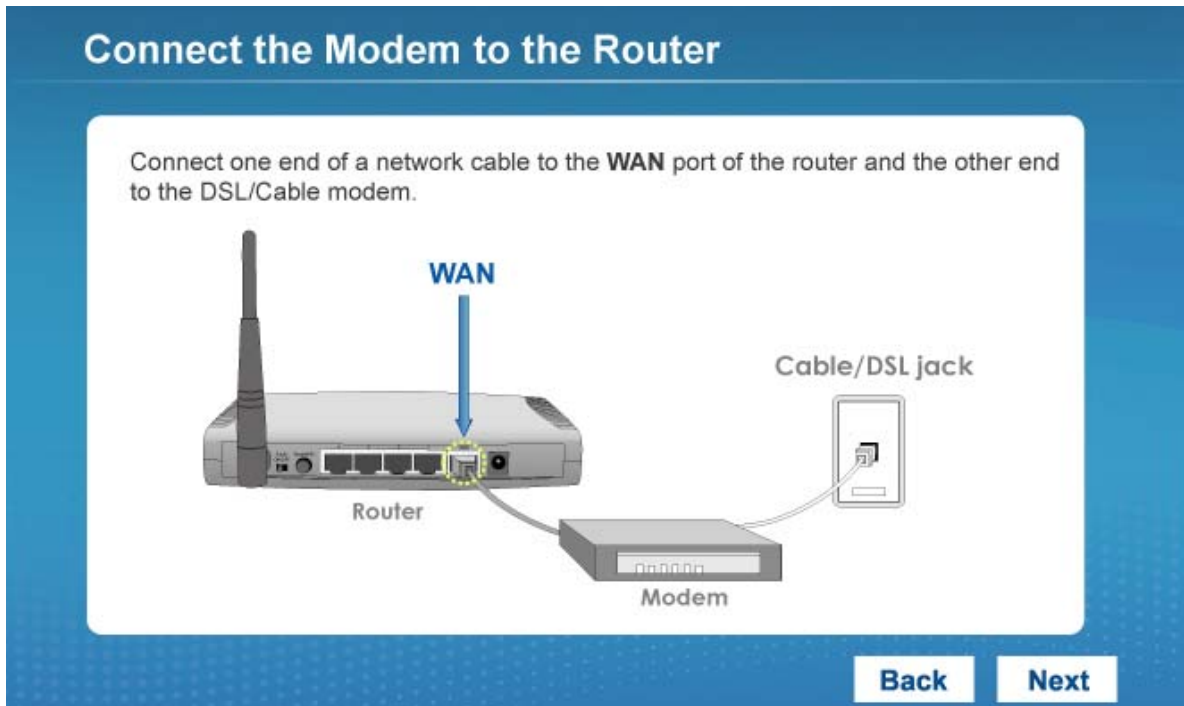 Connect the Modem to the Router
Connect one end of a network cable to the WAN port of the router and the other end
to the DSL/Cable modem.
WAN
Cable/DSL jack
Router
Modem
Back
Next